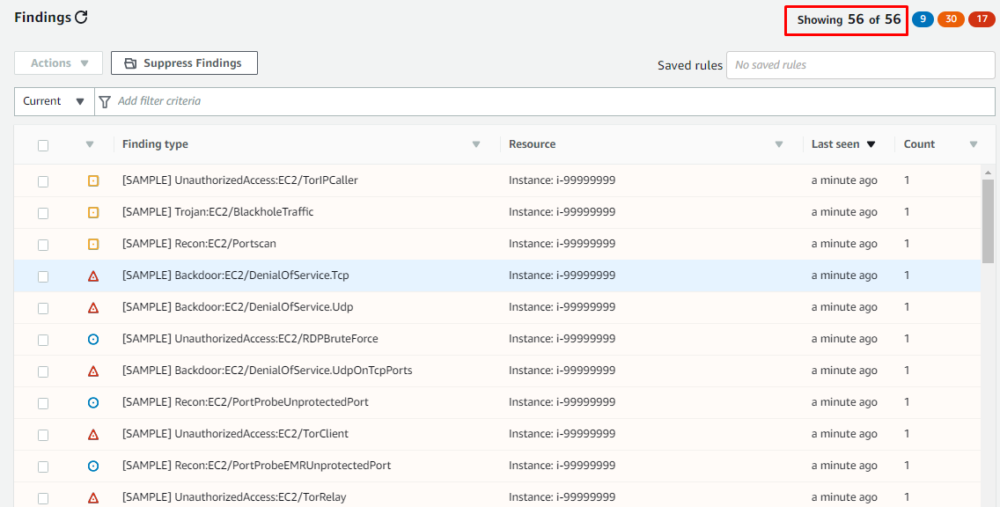 Findings
Showing 56 of 56 9 30 17
Actions Suppress Findings
Saved rules No saved rules
Current Add filter criteria
Finding type Resource Last seen Count
[SAMPLE] UnauthorizedAccess:EC2/TorIPCaller Instance: i-99999999 a minute ago 1
[SAMPLE] Trojan:EC2/BlackholeTraffic Instance: i-99999999 a minute ago 1
[SAMPLE] Recon:EC2/Portscan Instance: i-99999999 a minute ago 1
[SAMPLE] Backdoor:EC2/DenialOfService.Tcp Instance: i-99999999 a minute ago 1
[SAMPLE] Backdoor:EC2/DenialOfService.Udp Instance: i-99999999 a minute ago 1
[SAMPLE] UnauthorizedAccess:EC2/RDPBruteForce Instance: i-99999999 a minute ago 1
[SAMPLE] Backdoor:EC2/DenialOfService.UdpOnTcpPorts Instance: i-99999999 a minute ago 1
[SAMPLE] Recon:EC2/PortProbeUnprotectedPort Instance: i-99999999 a minute ago 1
[SAMPLE] UnauthorizedAccess:EC2/TorClient Instance: i-99999999 a minute ago 1
[SAMPLE] Recon:EC2/PortProbeEMRUnprotectedPort Instance: i-99999999 a minute ago 1
[SAMPLE] UnauthorizedAccess:EC2/TorRelay Instance: i-99999999 a minute ago 1